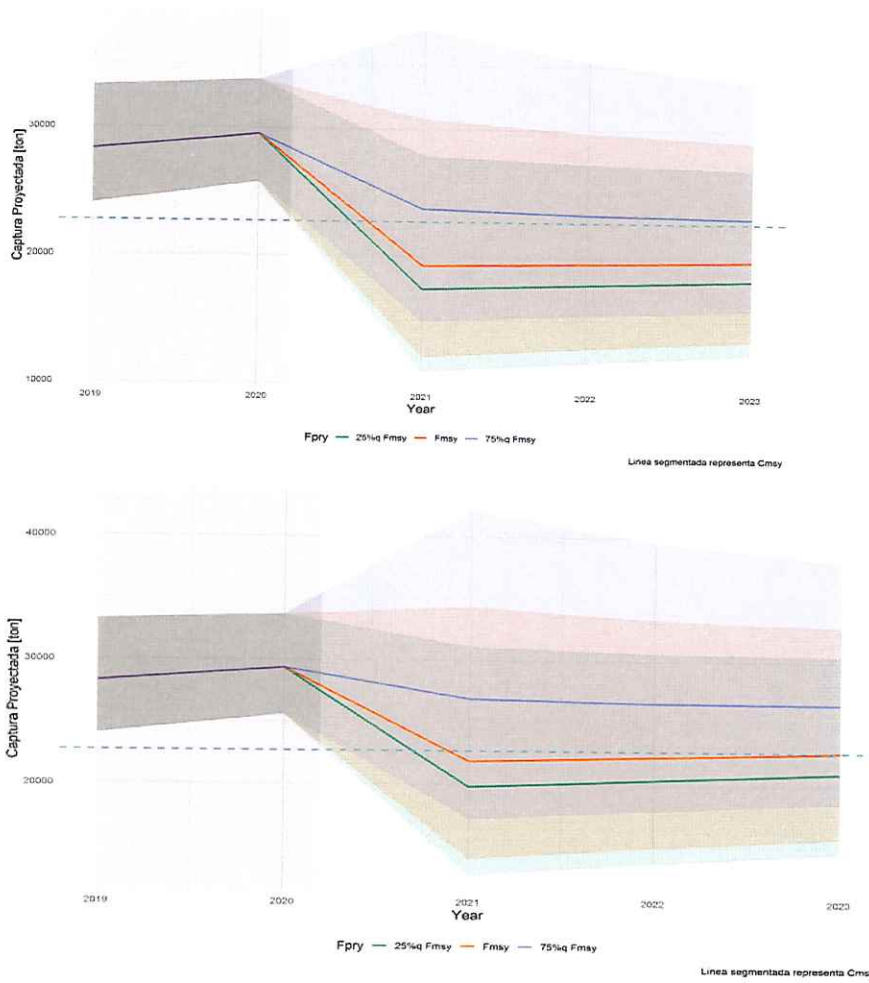 Captura Proyectada [ton]
30000
20000
10000
2019 2020 2021 2022 2023
Year
Fpry 25%q Fmsy Fmsy 75%q Fmsy
Linea segmentada representa Cmsy
Captura Proyectada [ton]
40000
30000
20000
2019 2020 2021 2022 2023
Year
Fpry 25%q Fmsy Fmsy 75%q Fmsy
Linea segmentada representa Cms